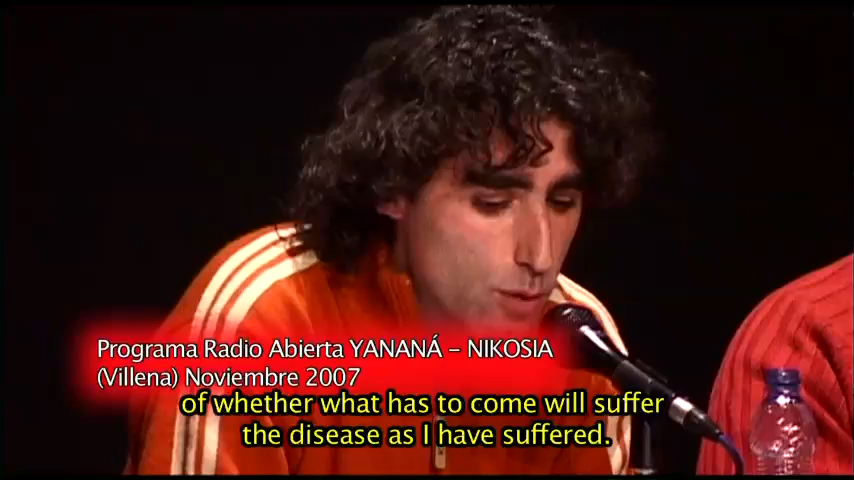 Programa Radio Abierta YANANÁ – NIKOSIA
(Villena) Noviembre 2007
of whether what has to come will suffer
the disease as I have suffered.